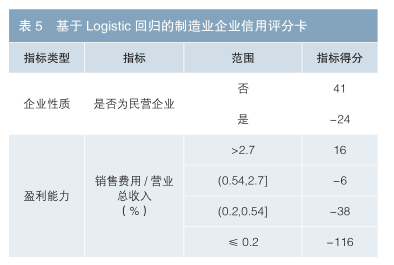 表 5 基于 Logistic 回归的制造业企业信用评分卡
指标类型 指标 范围 指标得分
企业性质 是否为民营企业 否 41
是 -24
盈利能力 销售费用 / 营业总收入（%） >2.7 16
(0.54,2.7] -6
(0.2,0.54] -38
≤ 0.2 -116